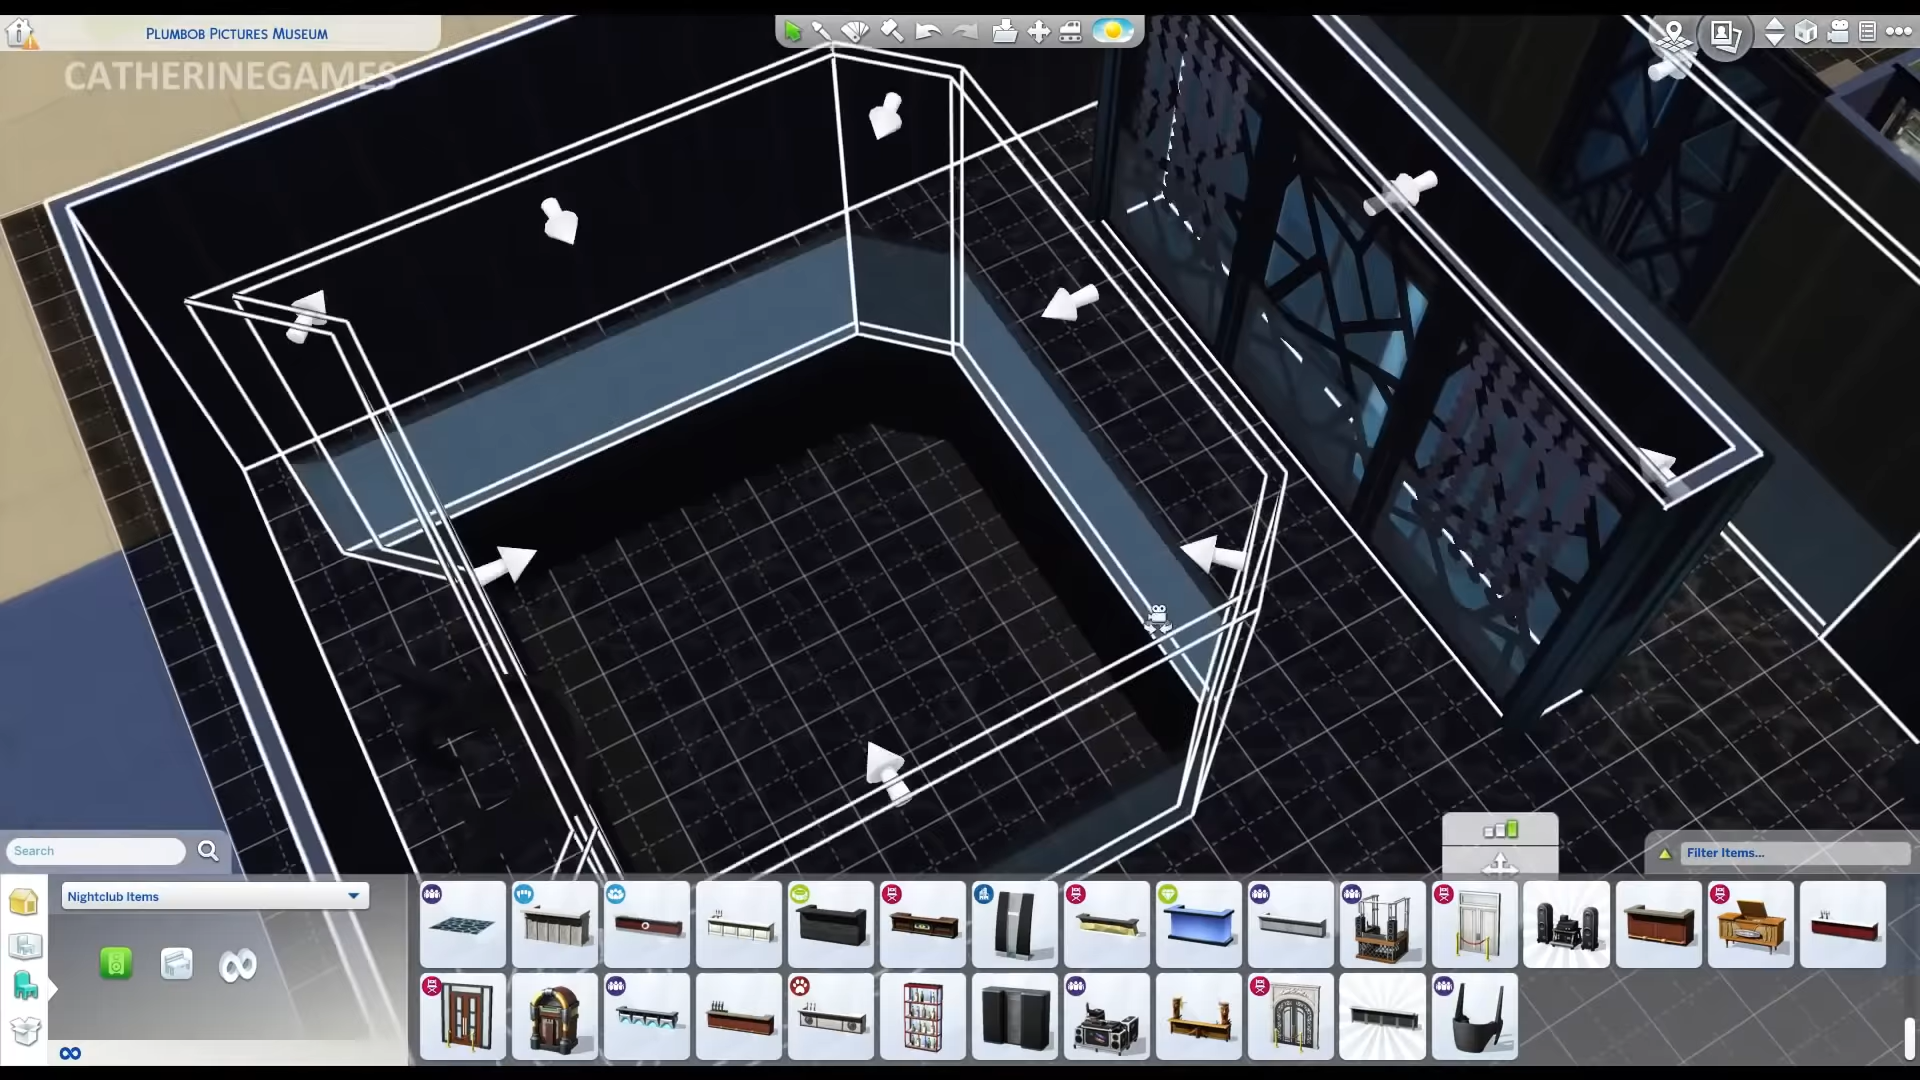 Plumbob Pictures Museum
CATHERINEGAMES
Search
Filter Items...
Nightclub Items